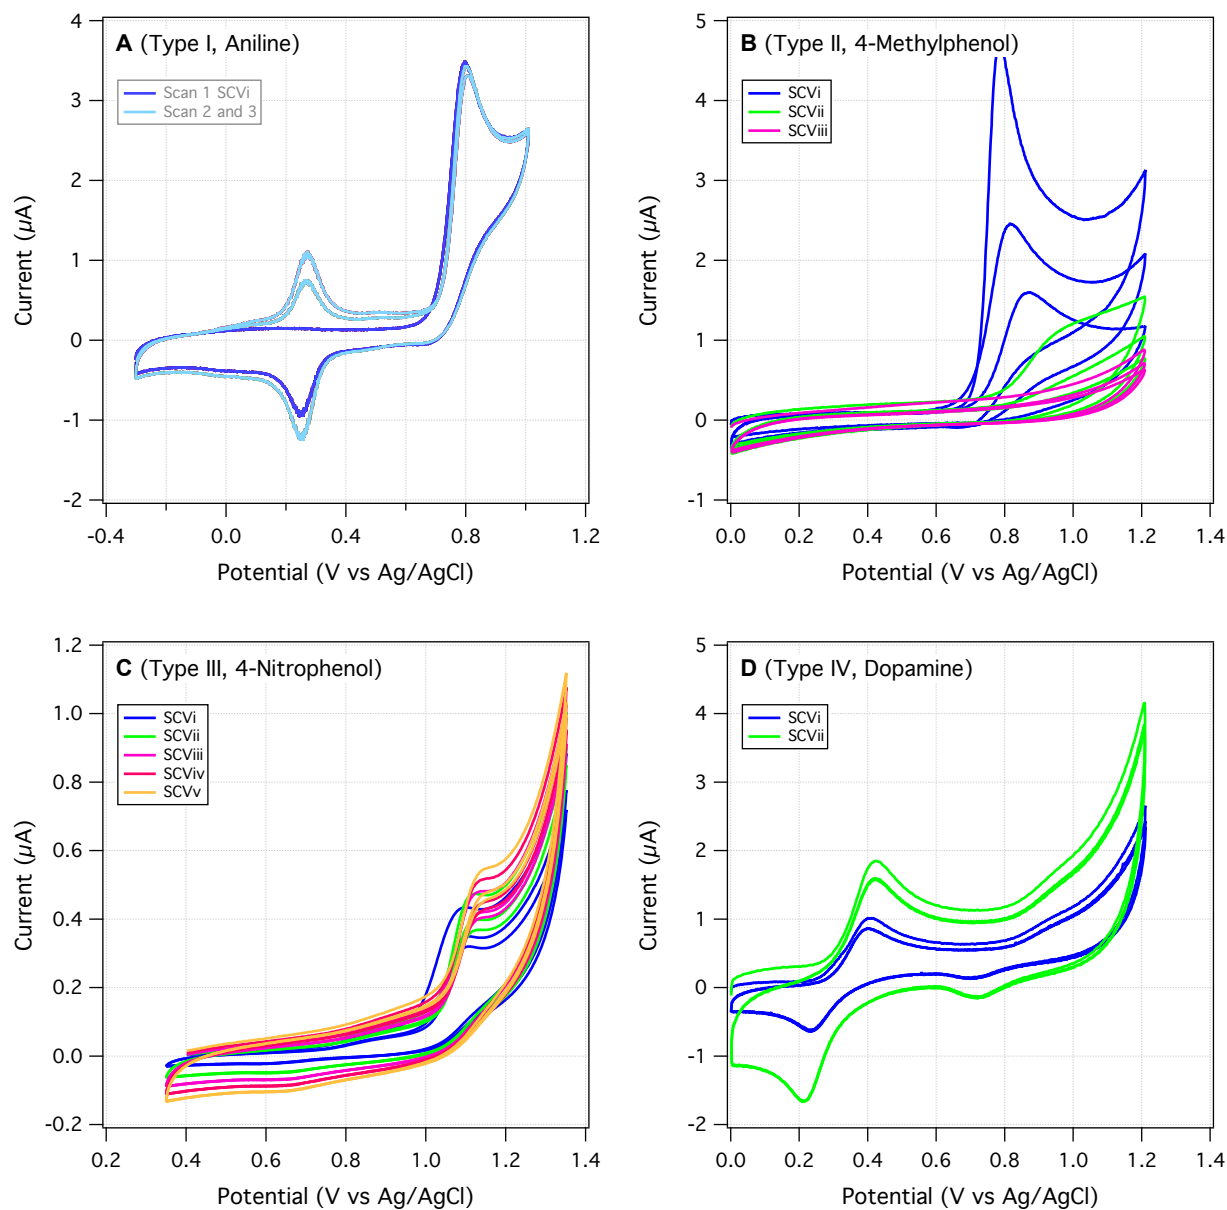 A (Type I, Aniline)
Scan 1 SCVi
Scan 2 and 3
Current (µA)
4
3
2
1
0
-1
-2
-0.4
0.0
0.4
0.8
1.2
Potential (V vs Ag/AgCl)
B (Type II, 4-Methylphenol)
SCVi
SCVii
SCViii
Current (µA)
5
4
3
2
1
0
-1
0.0
0.2
0.4
0.6
0.8
1.0
1.2
1.4
Potential (V vs Ag/AgCl)
C (Type III, 4-Nitrophenol)
SCVi
SCVii
SCViii
SCViv
SCVv
Current (µA)
1.2
1.0
0.8
0.6
0.4
0.2
0.0
-0.2
0.2
0.4
0.6
0.8
1.0
1.2
1.4
Potential (V vs Ag/AgCl)
D (Type IV, Dopamine)
SCVi
SCVii
Current (µA)
5
4
3
2
1
0
-1
-2
0.0
0.2
0.4
0.6
0.8
1.0
1.2
1.4
Potential (V vs Ag/AgCl)